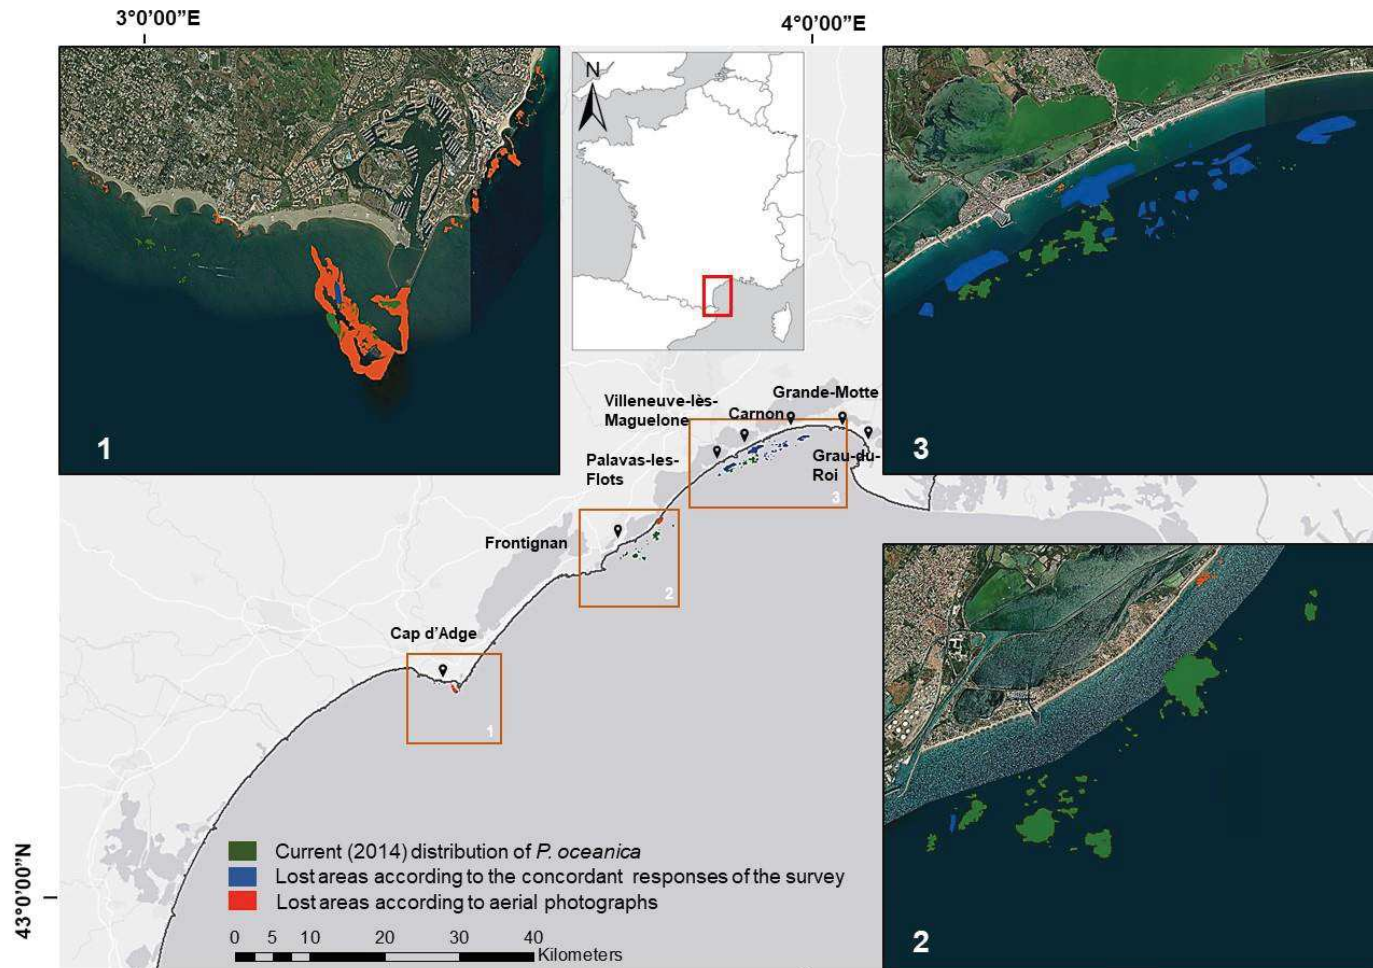 3°0'00"E
4°0'00"E
N
1
3
Villeneuve-lès-
Maguelone
Grande-Motte
Carnon
Palavas-les-
Flots
Grau-du-
Roi
3
Frontignan
2
Cap d'Adge
1
43°0'00"N
Current (2014) distribution of P. oceanica
Lost areas according to the concordant responses of the survey
Lost areas according to aerial photographs
0 5 10 20 30 40
Kilometers
2